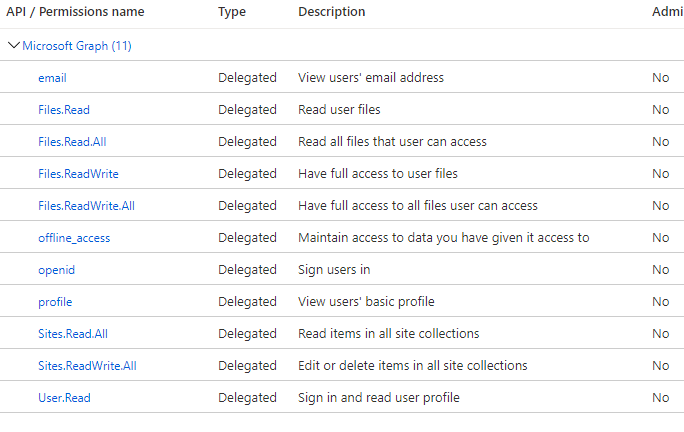 API / Permissions name Type Description Admi
Microsoft Graph (11)
email Delegated View users' email address No
Files.Read Delegated Read user files No
Files.Read.All Delegated Read all files that user can access No
Files.ReadWrite Delegated Have full access to user files No
Files.ReadWrite.All Delegated Have full access to all files user can access No
offline_access Delegated Maintain access to data you have given it access to No
openid Delegated Sign users in No
profile Delegated View users' basic profile No
Sites.Read.All Delegated Read items in all site collections No
Sites.ReadWrite.All Delegated Edit or delete items in all site collections No
User.Read Delegated Sign in and read user profile No